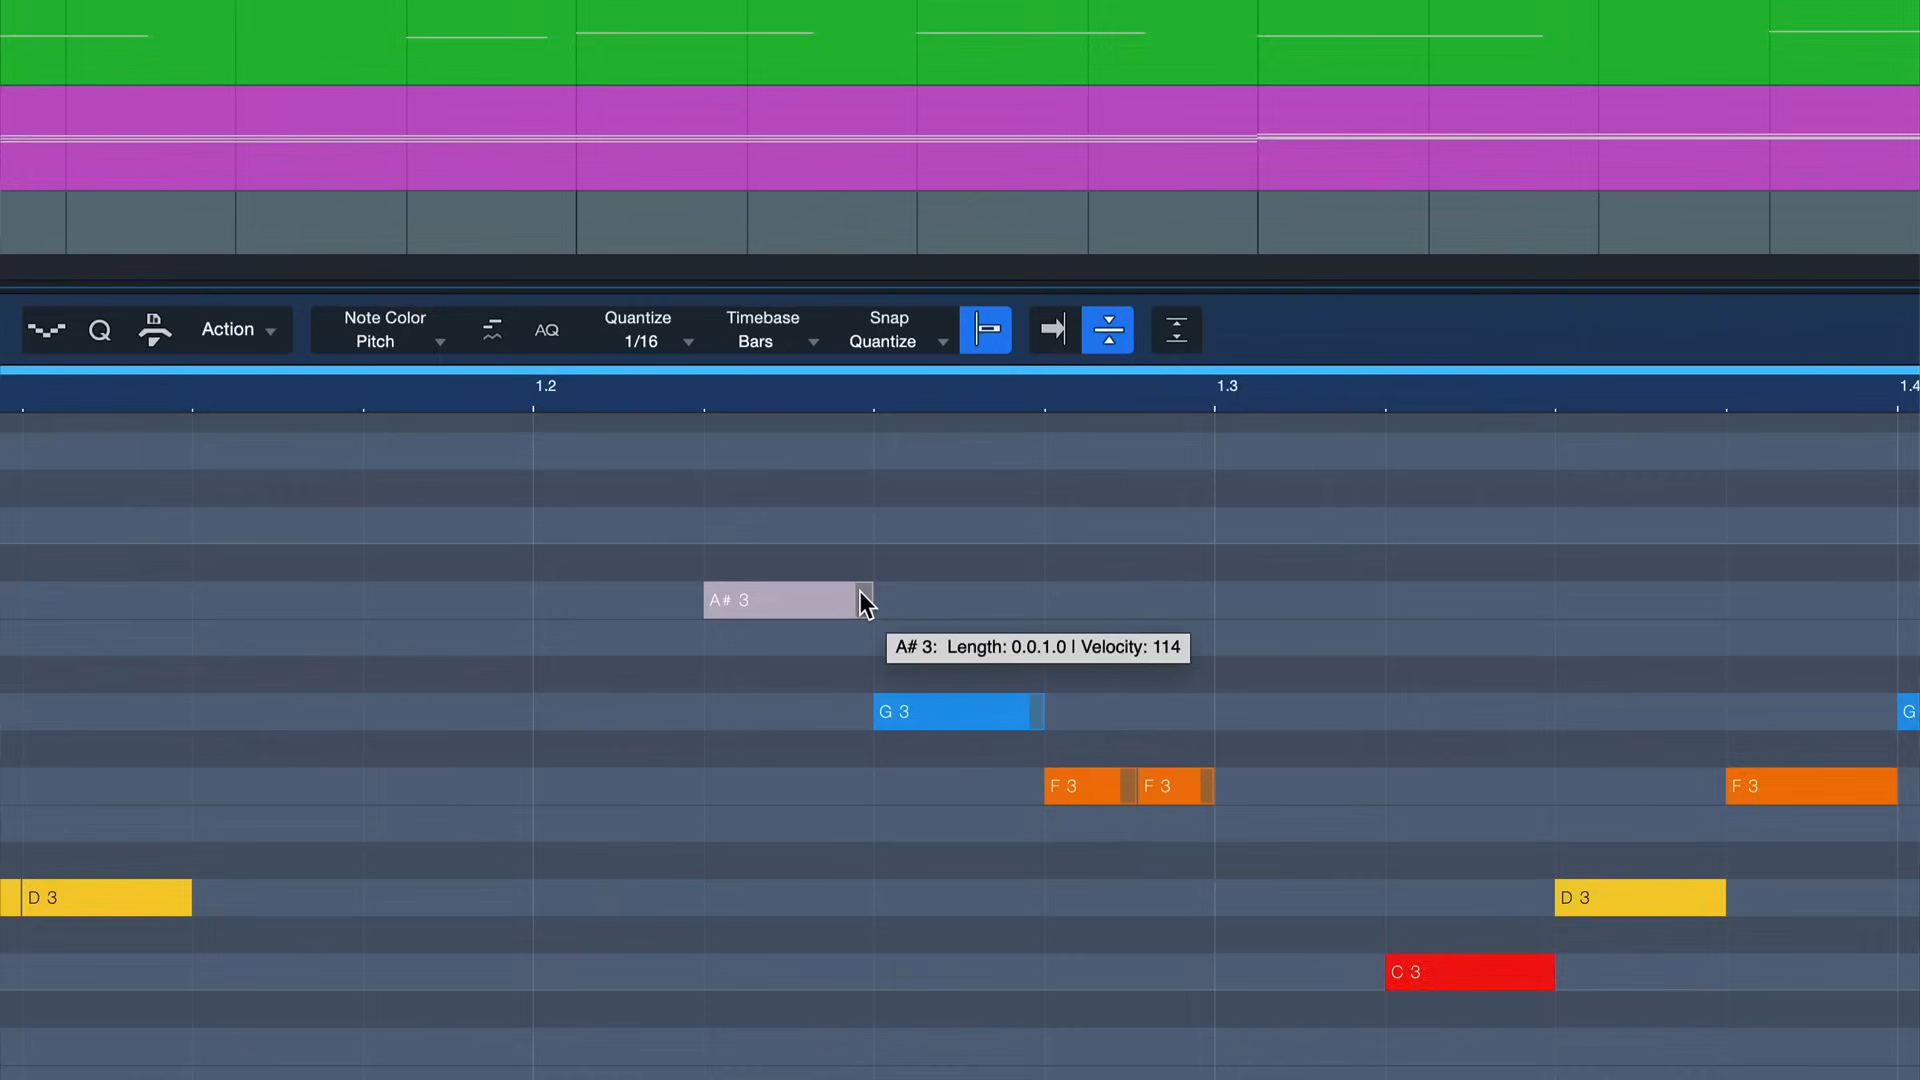 Action
Note Color
Pitch
AQ
Quantize
1/16
Timebase
Bars
Snap
Quantize
1.2
1.3
1.4
A# 3
A# 3: Length: 0.0.1.0 | Velocity: 114
G 3
G
F 3
F 3
F 3
D 3
D 3
C 3